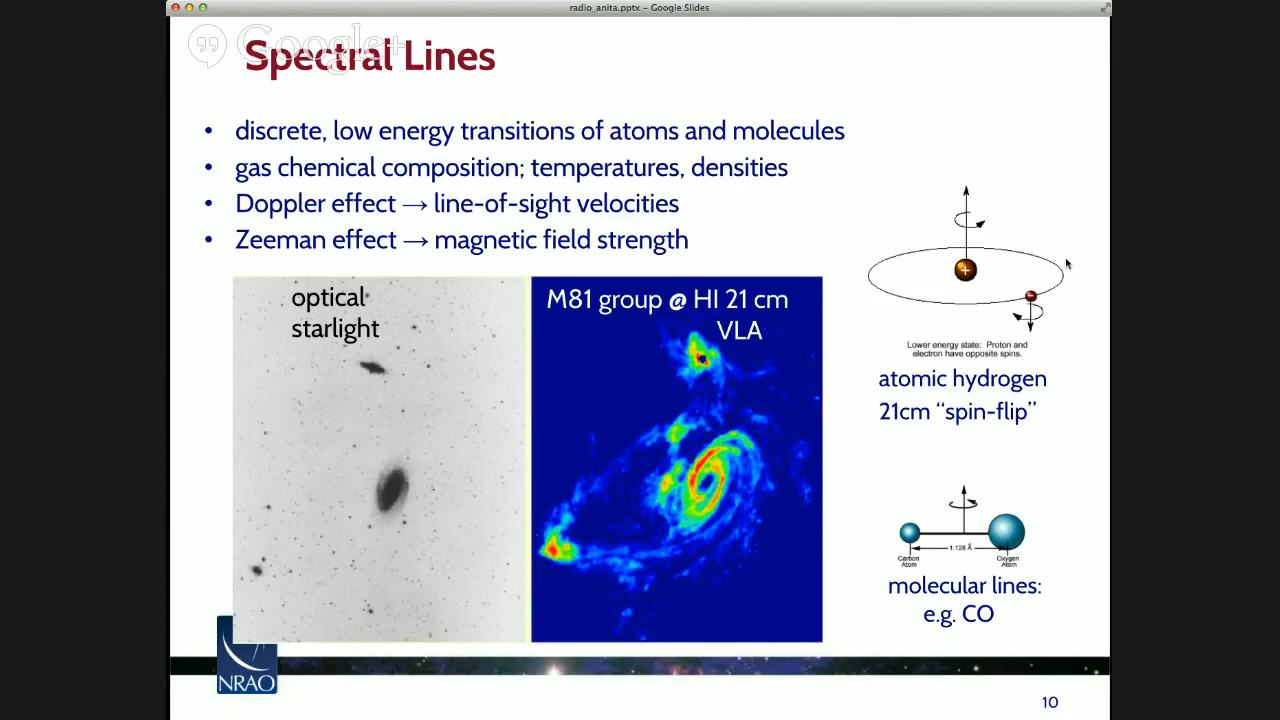 radio_anita.pptx – Google Slides
Google+
Spectral Lines
• discrete, low energy transitions of atoms and molecules
• gas chemical composition; temperatures, densities
• Doppler effect → line-of-sight velocities
• Zeeman effect → magnetic field strength
optical
starlight
M81 group @ HI 21 cm
VLA
Lower energy state: Proton and
electron have opposite spins.
atomic hydrogen
21cm “spin-flip”
1.128 Å
Carbon
Atom
Oxygen
Atom
molecular lines:
e.g. CO
NRAO
10